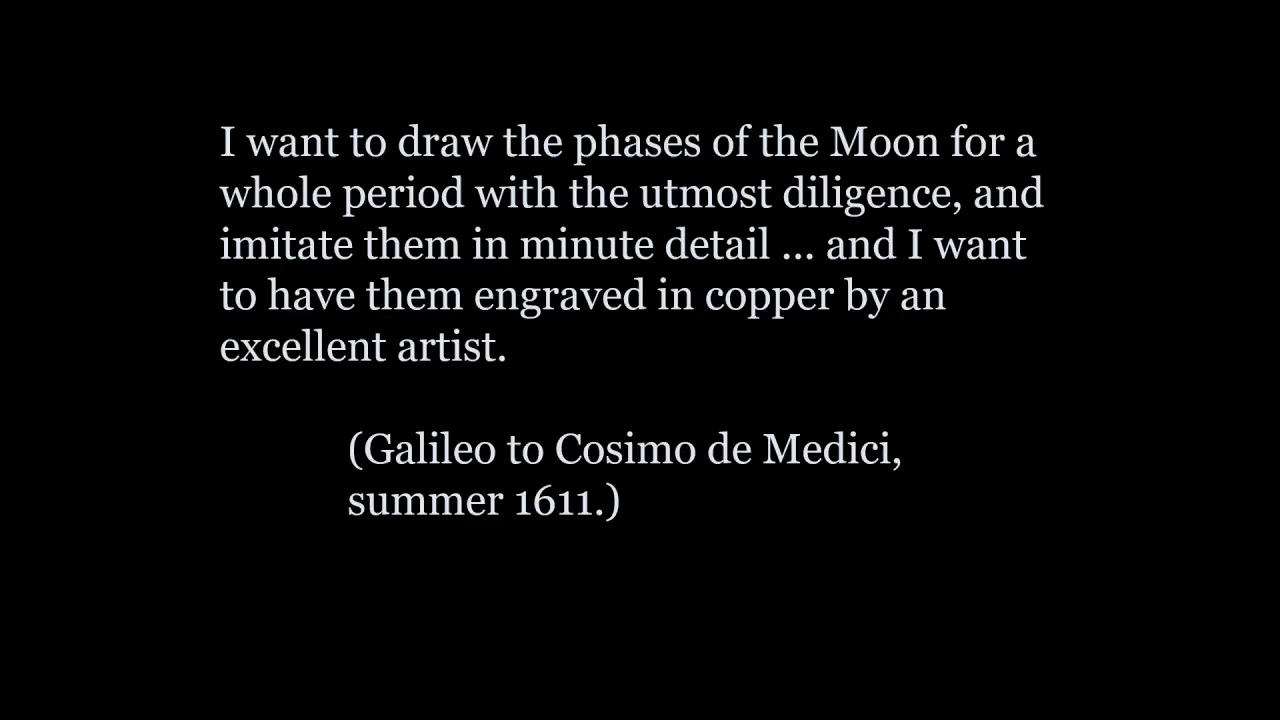 I want to draw the phases of the Moon for a
whole period with the utmost diligence, and
imitate them in minute detail ... and I want
to have them engraved in copper by an
excellent artist.
(Galileo to Cosimo de Medici,
summer 1611.)